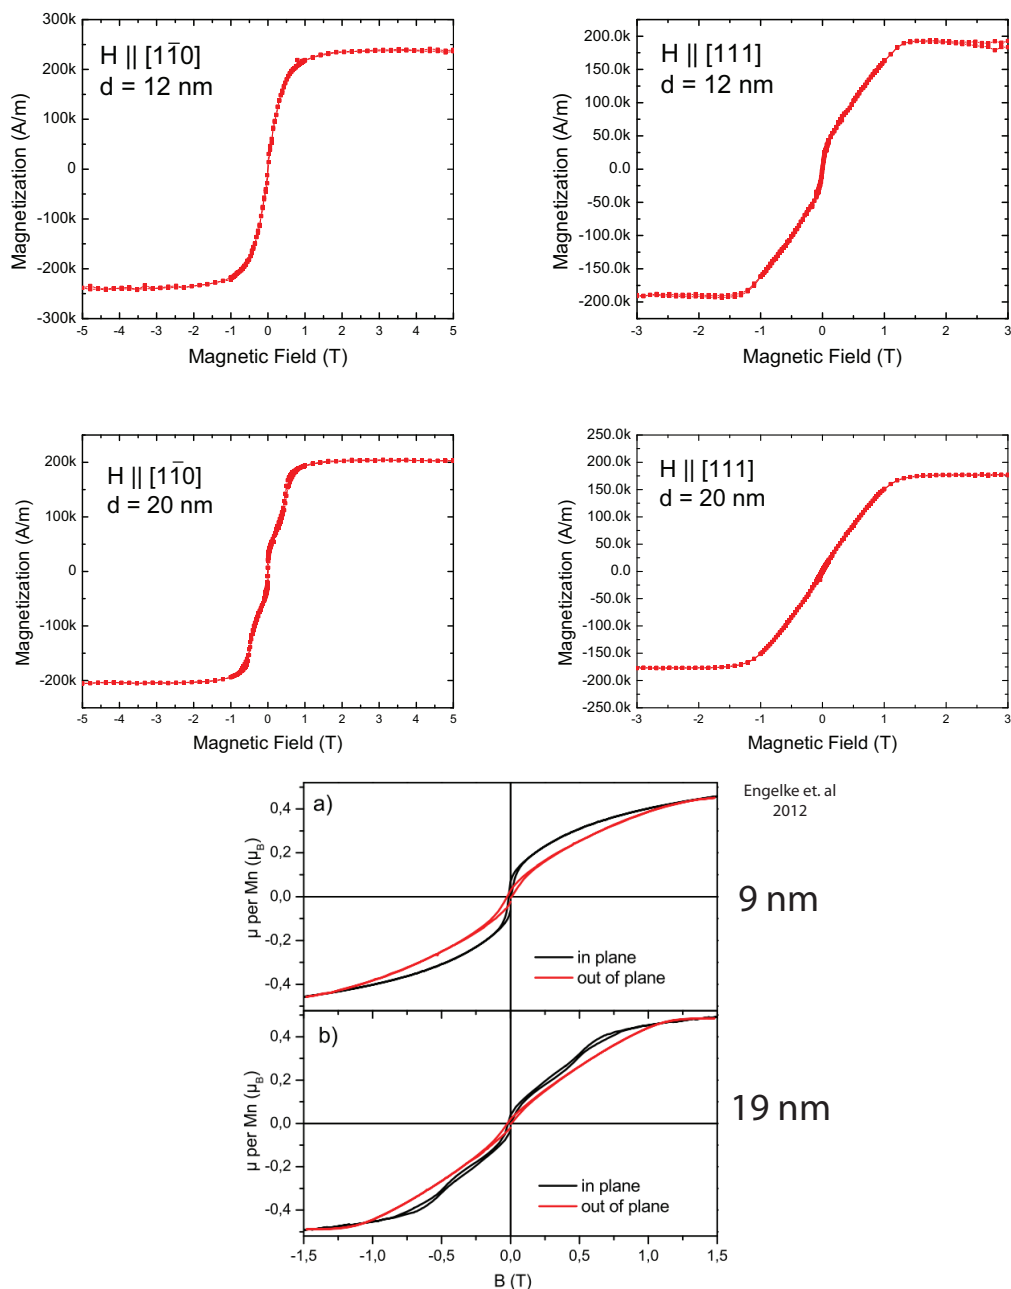 H || [11̅0]
d = 12 nm
Magnetization (A/m)
300k
200k
100k
0
-100k
-200k
-300k
-5 -4 -3 -2 -1 0 1 2 3 4 5
Magnetic Field (T)
H || [111]
d = 12 nm
Magnetization (A/m)
200.0k
150.0k
100.0k
50.0k
0.0
-50.0k
-100.0k
-150.0k
-200.0k
-3 -2 -1 0 1 2 3
Magnetic Field (T)
H || [11̅0]
d = 20 nm
Magnetization (A/m)
200k
100k
0
-100k
-200k
-5 -4 -3 -2 -1 0 1 2 3 4 5
Magnetic Field (T)
H || [111]
d = 20 nm
Magnetization (A/m)
250.0k
200.0k
150.0k
100.0k
50.0k
0.0
-50.0k
-100.0k
-150.0k
-200.0k
-250.0k
-3 -2 -1 0 1 2 3
Magnetic Field (T)
Engelke et. al
2012
a)
μ per Mn (μB)
0,4
0,2
0,0
-0,2
-0,4
in plane
out of plane
9 nm
b)
μ per Mn (μB)
0,4
0,2
0,0
-0,2
-0,4
in plane
out of plane
19 nm
-1,5 -1,0 -0,5 0,0 0,5 1,0 1,5
B (T)